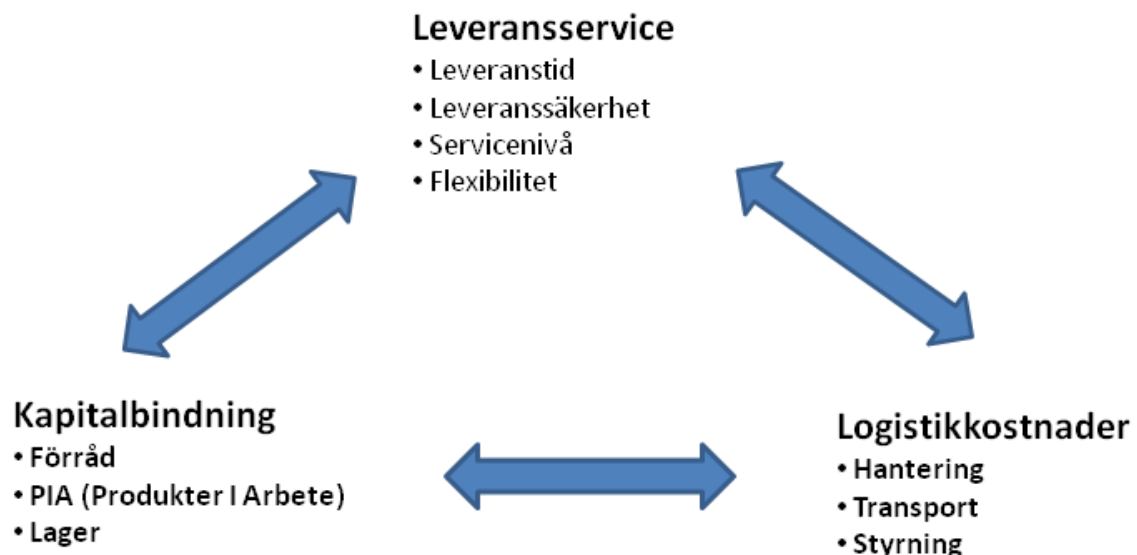 Leveransservice
• Leveranstid
• Leveranssäkerhet
• Servicenivå
• Flexibilitet
Kapitalbindning
• Förråd
• PIA (Produkter I Arbete)
• Lager
Logistikkostnader
• Hantering
• Transport
• Styrning